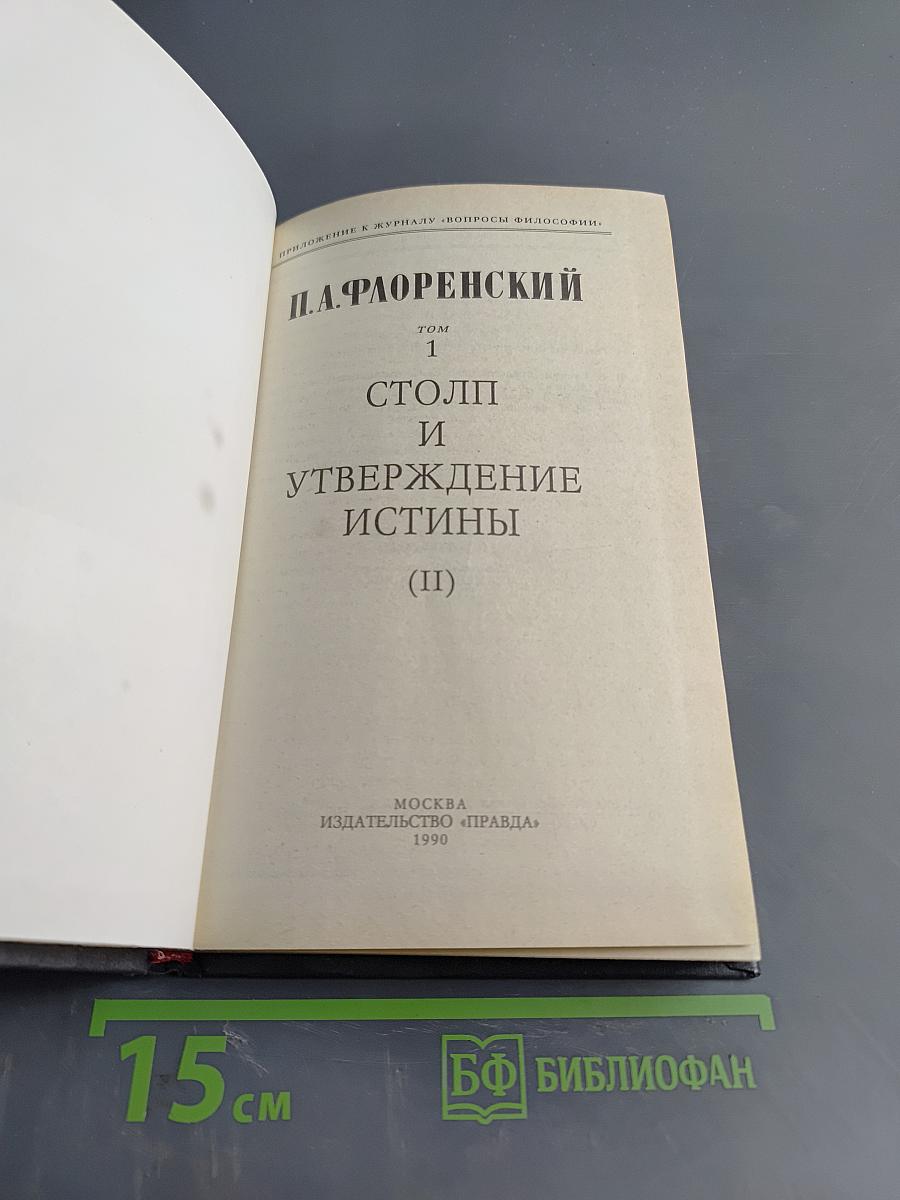 ПРИЛОЖЕНИЕ К ЖУРНАЛУ «ВОПРОСЫ ФИЛОСОФИИ»
П.А.ФЛОРЕНСКИЙ
ТОМ
1
СТОЛП
И
УТВЕРЖДЕНИЕ
ИСТИНЫ
(II)
МОСКВА
ИЗДАТЕЛЬСТВО «ПРАВДА»
1990
15 см
БФ БИБЛИОФАН